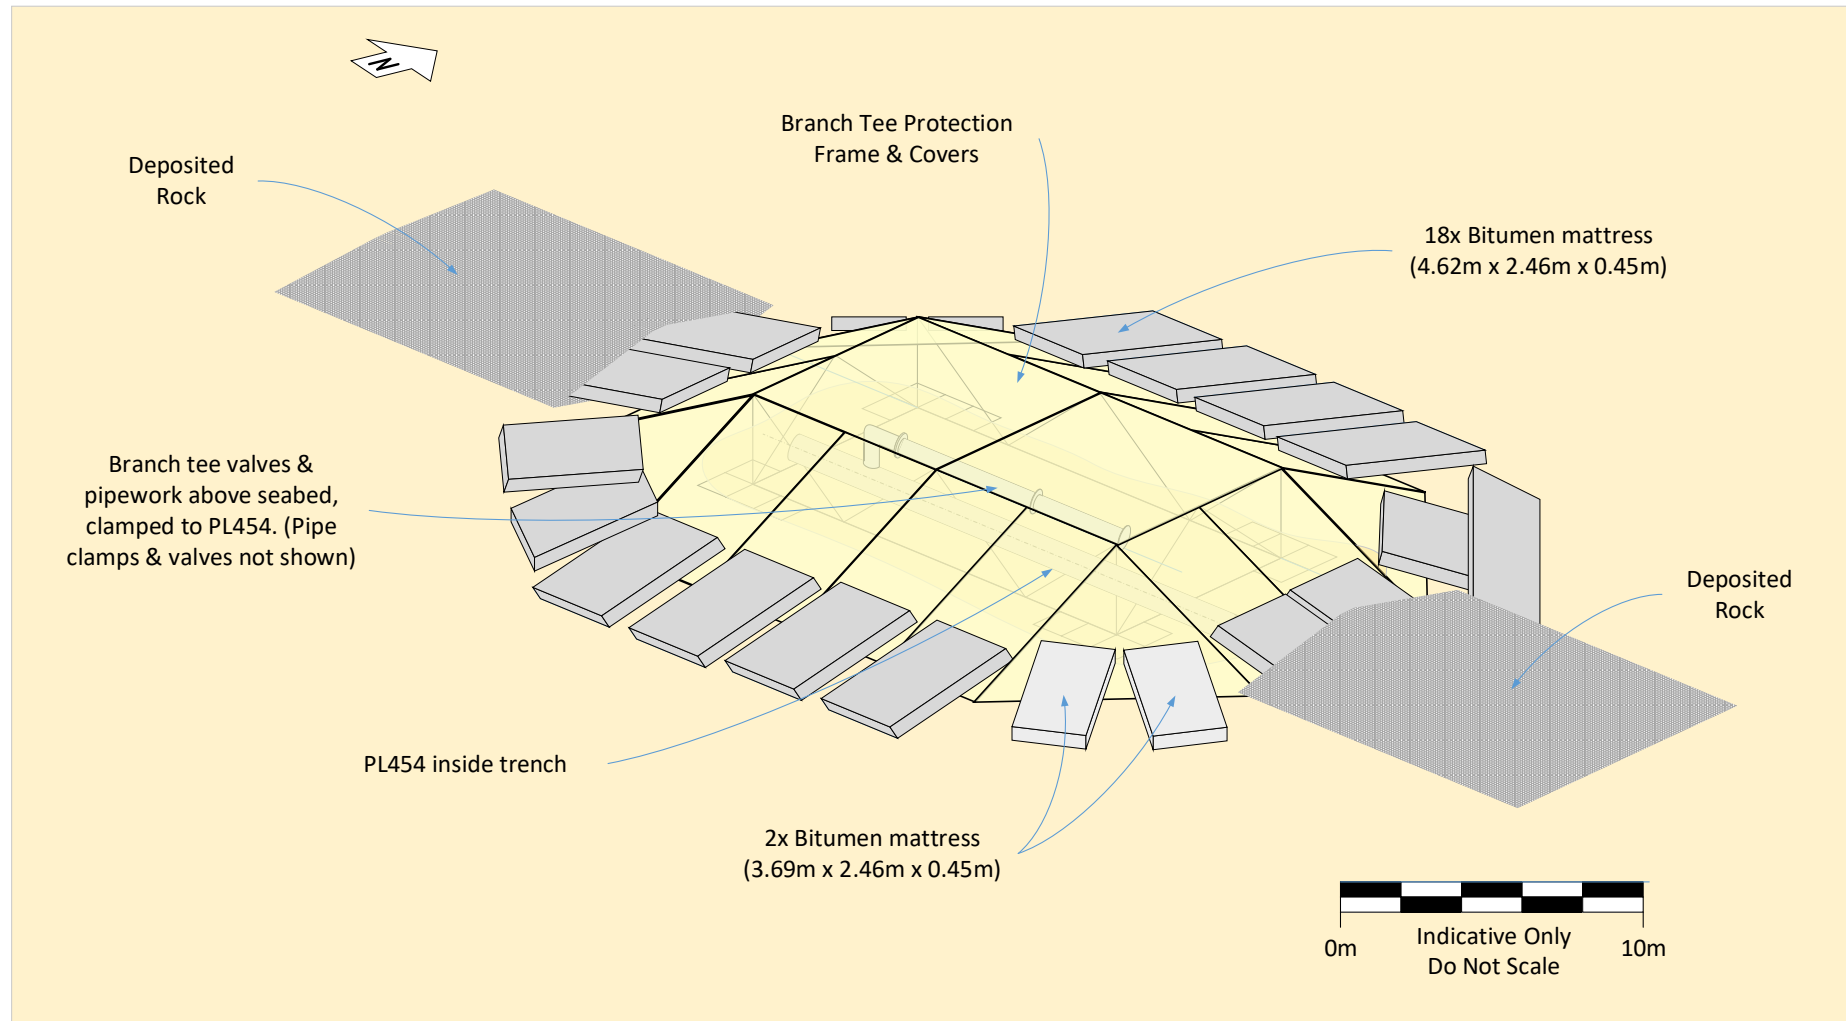 N
Branch Tee Protection
Frame & Covers
Deposited
Rock
18x Bitumen mattress
(4.62m x 2.46m x 0.45m)
Branch tee valves &
pipework above seabed,
clamped to PL454. (Pipe
clamps & valves not shown)
Deposited
Rock
PL454 inside trench
2x Bitumen mattress
(3.69m x 2.46m x 0.45m)
0m
Indicative Only
Do Not Scale
10m